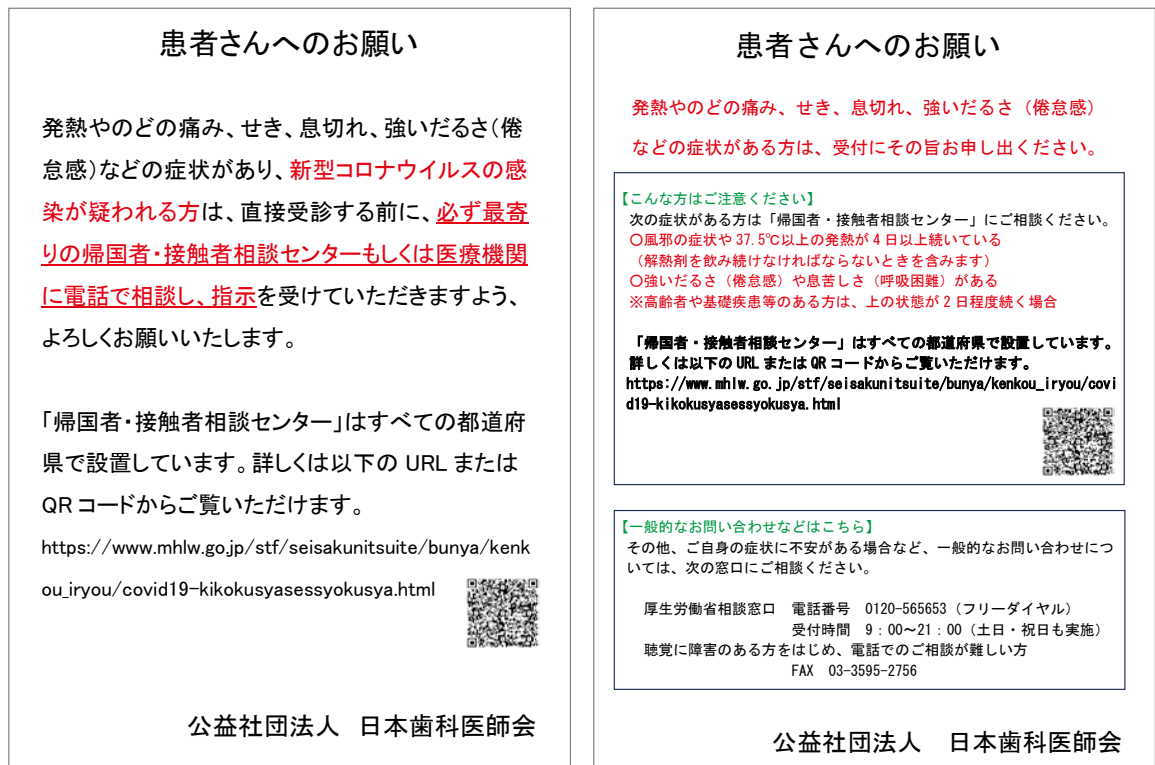 患者さんへのお願い
発熱やのどの痛み、せき、息切れ、強いだるさ(倦
怠感)などの症状があり、新型コロナウイルスの感
染が疑われる方は、直接受診する前に、必ず最寄
りの帰国者・接触者相談センターもしくは医療機関
に電話で相談し、指示を受けていただきますよう、
よろしくお願いいたします。
「帰国者・接触者相談センター」はすべての都道府
県で設置しています。詳しくは以下の URL または
QR コードからご覧いただけます。
https://www.mhlw.go.jp/stf/seisakunitsuite/bunya/kenk
ou_iryou/covid19-kikokusyasessyokusya.html
公益社団法人 日本歯科医師会
患者さんへのお願い
発熱やのどの痛み、せき、息切れ、強いだるさ(倦怠感)
などの症状がある方は、受付にその旨お申し出ください。
【こんな方はご注意ください】
次の症状がある方は「帰国者・接触者相談センター」にご相談ください。
〇風邪の症状や 37.5℃以上の発熱が 4 日以上続いている
(解熱剤を飲み続けなければならないときを含みます)
〇強いだるさ(倦怠感)や息苦しさ(呼吸困難)がある
※高齢者や基礎疾患等のある方は、上の状態が 2 日程度続く場合
「帰国者・接触者相談センター」はすべての都道府県で設置しています。
詳しくは以下の URL または QR コードからご覧いただけます。
https://www.mhlw.go.jp/stf/seisakunitsuite/bunya/kenkou_iryou/covi
d19-kikokusyasessyokusya.html
【一般的なお問い合わせなどはこちら】
その他、ご自身の症状に不安がある場合など、一般的なお問い合わせにつ
いては、次の窓口にご相談ください。
厚生労働省相談窓口 電話番号 0120-565653(フリーダイヤル)
受付時間 9:00~21:00(土日・祝日も実施)
聴覚に障害のある方をはじめ、電話でのご相談が難しい方
FAX 03-3595-2756
公益社団法人 日本歯科医師会